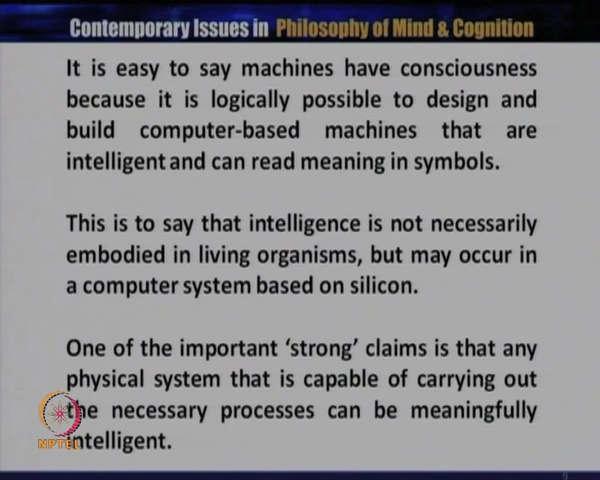 Contemporary Issues in Philosophy of Mind & Cognition
It is easy to say machines have consciousness
because it is logically possible to design and
build computer-based machines that are
intelligent and can read meaning in symbols.
This is to say that intelligence is not necessarily
embodied in living organisms, but may occur in
a computer system based on silicon.
One of the important ‘strong’ claims is that any
physical system that is capable of carrying out
the necessary processes can be meaningfully
intelligent.
NPTEL
9